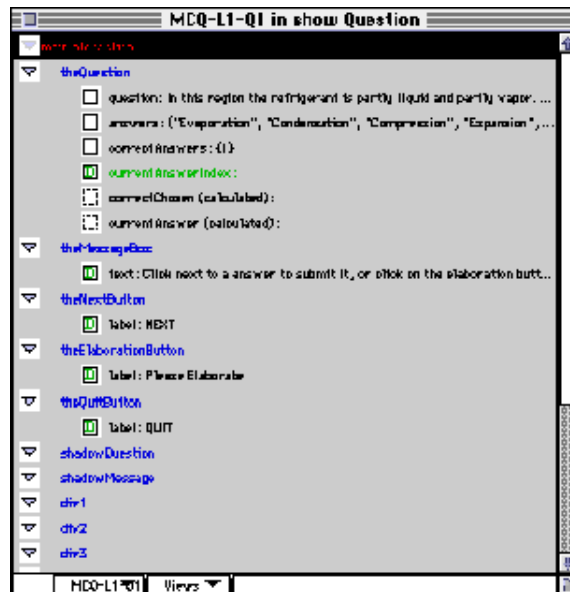 MCQ-L1-Q1 in show Question
theQuestion
question: In this region the refrigerant is partly liquid and partly vapor. ...
answers: ("Evaporation", "Condensation", "Compression", "Expansion",...
correctAnswers: {1}
currentAnswerIndex:
correctChosen (calculated):
currentAnswer (calculated):
theMessageBox
text: Click next to a answer to submit it, or click on the elaboration butt...
theNextButton
label: NEXT
theElaborationButton
label: Please Elaborate
theQuitButton
label: QUIT
shadowQuestion
shadowMessage
div1
div2
div3
MCQ-L1-Q1 Views